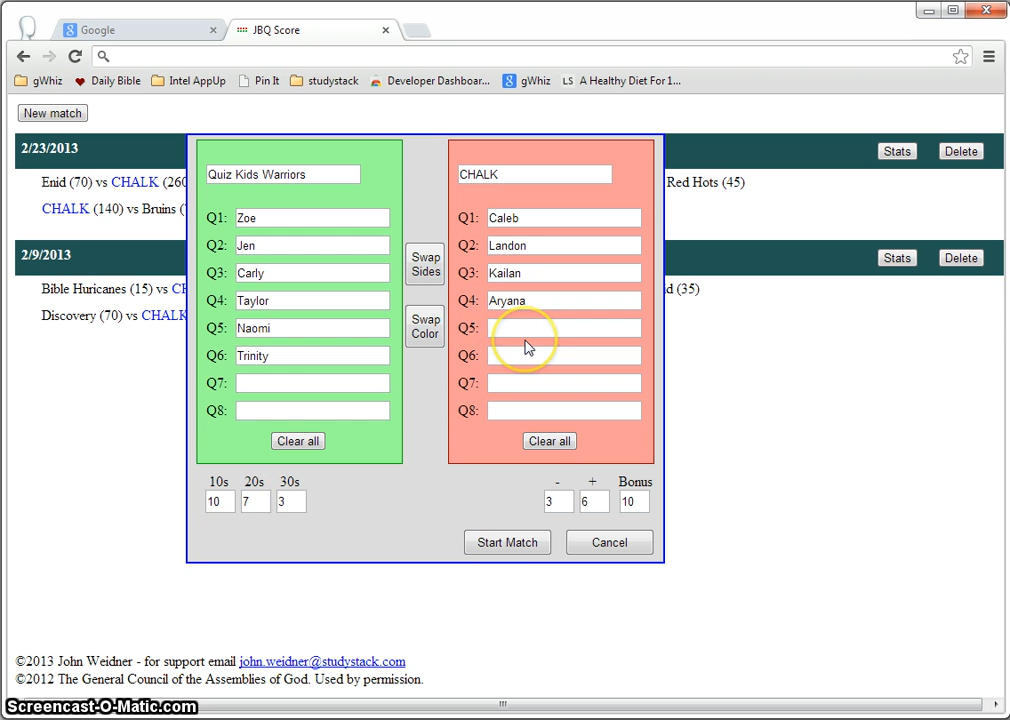 Google
JBQ Score
gWhiz Daily Bible Intel AppUp Pin It studystack Developer Dashboar... gWhiz LS A Healthy Diet For 1...
New match
2/23/2013 Stats Delete
Enid (70) vs CHALK (260 Red Hots (45)
CHALK (140) vs Bruins (
2/9/2013 Stats Delete
Bible Huricanes (15) vs d (35)
Discovery (70) vs CHALK
Quiz Kids Warriors
Q1: Zoe
Q2: Jen
Q3: Carly
Q4: Taylor
Q5: Naomi
Q6: Trinity
Q7:
Q8:
Clear all
Swap
Sides
Swap
Color
CHALK
Q1: Caleb
Q2: Landon
Q3: Kailan
Q4: Aryana
Q5:
Q6:
Q7:
Q8:
Clear all
10s 20s 30s - + Bonus
10 7 3 3 6 10
Start Match Cancel
©2013 John Weidner - for support email john.weidner@studystack.com
©2012 The General Council of the Assemblies of God. Used by permission.
Screencast-O-Matic.com